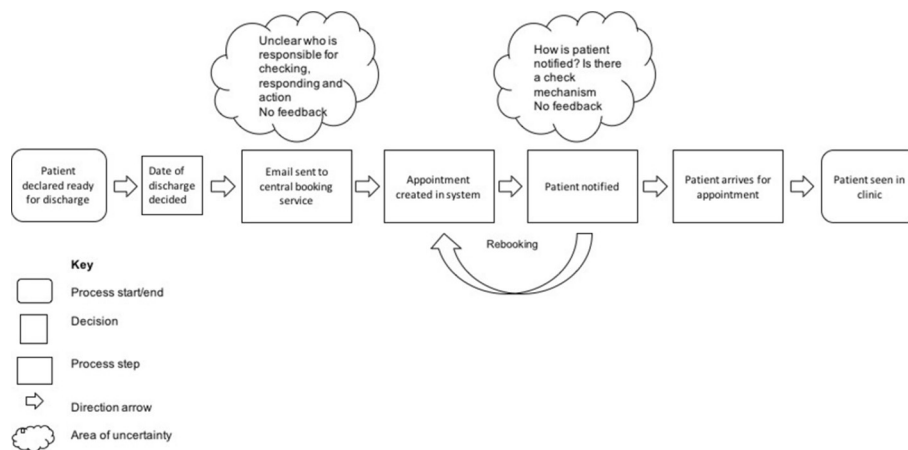 Unclear who is
responsible for
checking,
responding and
action
No feedback
How is patient
notified? Is there
a check
mechanism
No feedback
Patient
declared ready
for discharge
Date of
discharge
decided
Email sent to
central booking
service
Appointment
created in system
Patient notified
Patient arrives for
appointment
Patient seen in
clinic
Rebooking
Key
Process start/end
Decision
Process step
Direction arrow
Area of uncertainty